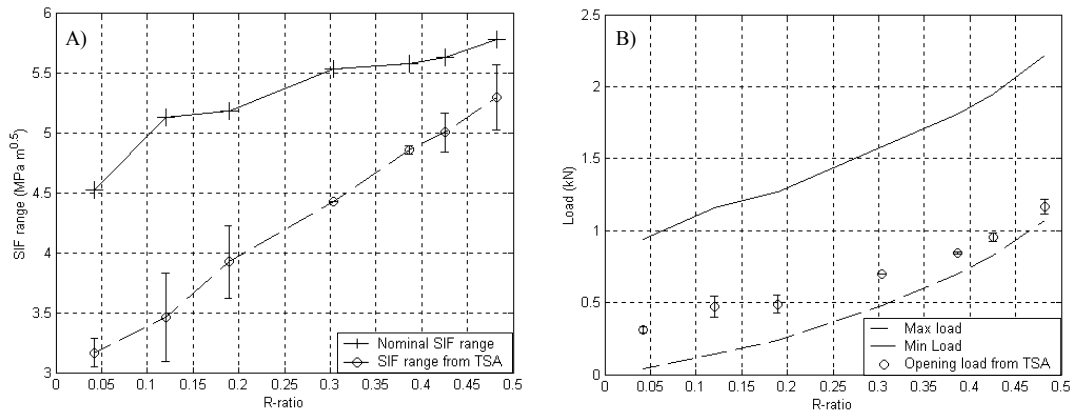 A)
6
5.5
5
4.5
4
3.5
3
0 0.05 0.1 0.15 0.2 0.25 0.3 0.35 0.4 0.45 0.5
R-ratio
SIF range (MPa m^0.5)
Nominal SIF range
SIF range from TSA
B)
2.5
2
1.5
1
0.5
0
0 0.05 0.1 0.15 0.2 0.25 0.3 0.35 0.4 0.45 0.5
R-ratio
Load (kN)
Max load
Min Load
Opening load from TSA